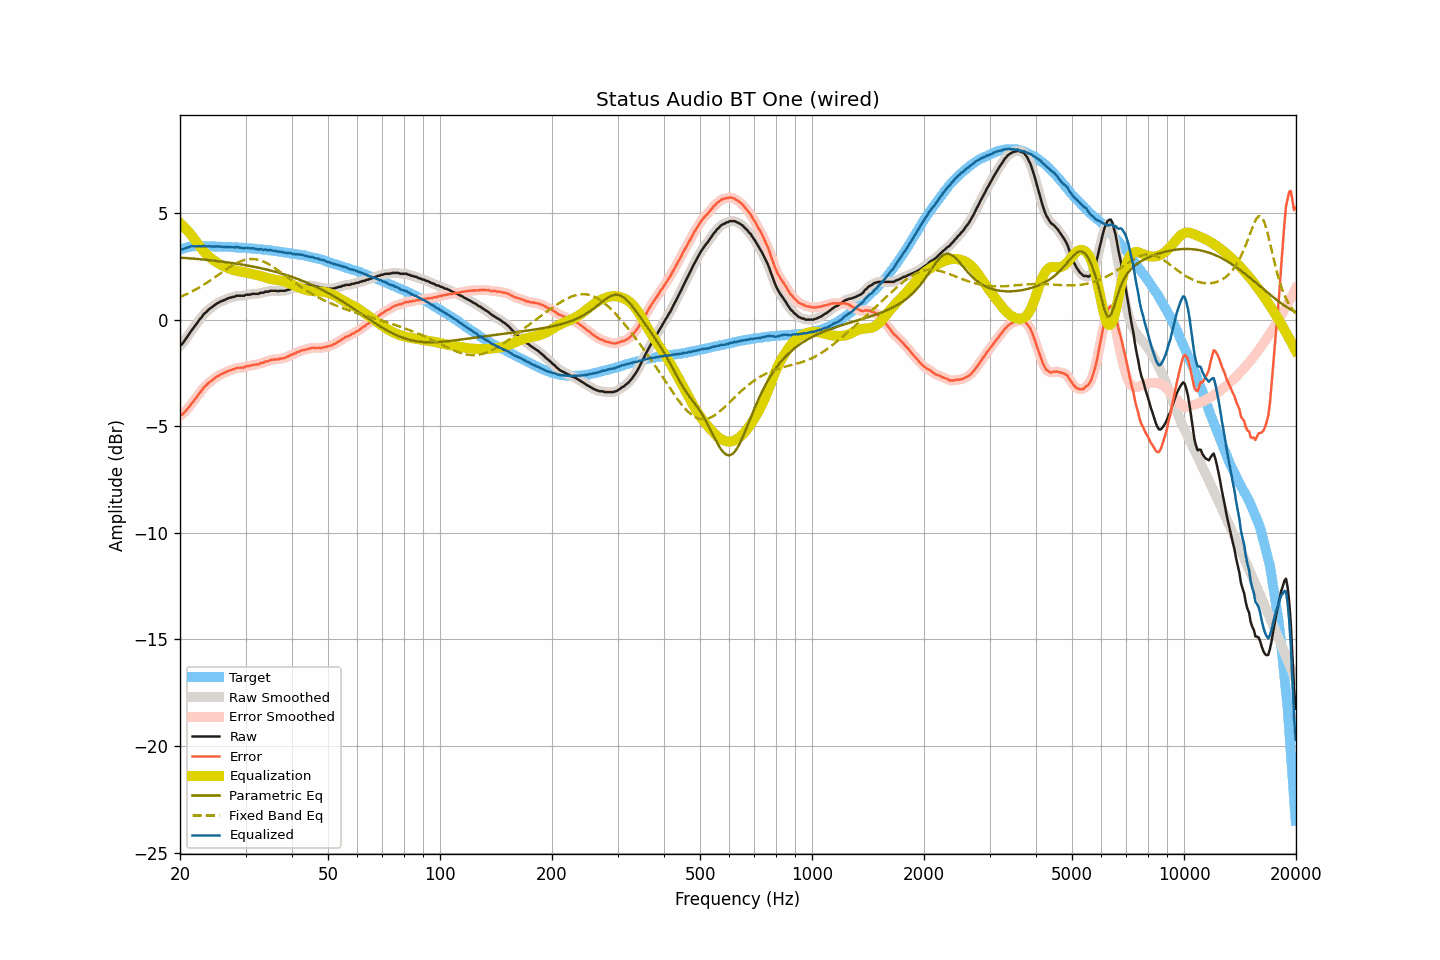 Status Audio BT One (wired)
Amplitude (dBr)
5
0
−5
−10
−15
−20
−25
Target
Raw Smoothed
Error Smoothed
Raw
Error
Equalization
Parametric Eq
Fixed Band Eq
Equalized
20 50 100 200 500 1000 2000 5000 10000 20000
Frequency (Hz)